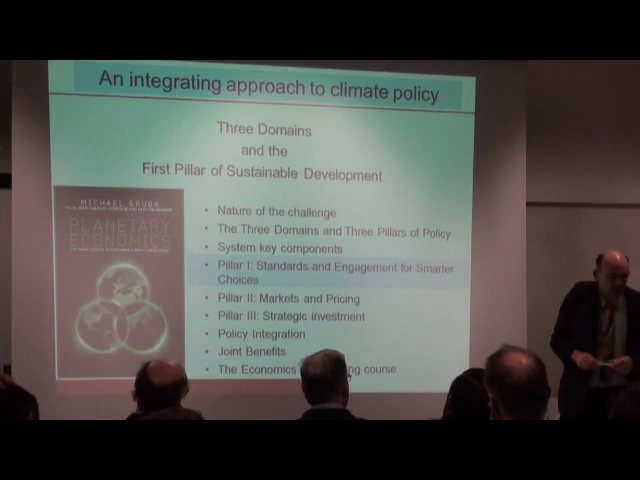 An integrating approach to climate policy
Three Domains
and the
First Pillar of Sustainable Development
MICHAEL GRUBB
PLANETARY
ECONOMICS
• Nature of the challenge
• The Three Domains and Three Pillars of Policy
• System key components
• Pillar I: Standards and Engagement for Smarter
Choices
• Pillar II: Markets and Pricing
• Pillar III: Strategic investment
• Policy Integration
• Joint Benefits
• The Economics ng course